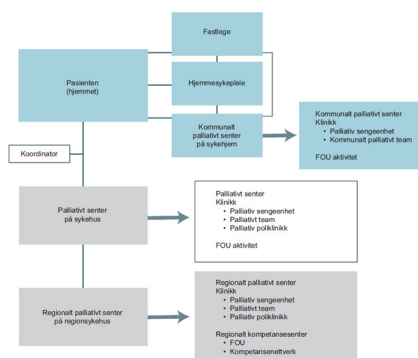 Fastlege
Pasienten
(hjemmet)
Hjemmesykepleie
Kommunalt
palliativt senter
på sykehjem
Kommunalt palliativt senter
Klinikk
• Palliativ sengeenhet
• Kommunalt palliativt team
FOU aktivitet
Koordinator
Palliativt senter
på sykehus
Palliativt senter
Klinikk
• Palliativ sengeenhet
• Palliativt team
• Palliativ poliklinikk
FOU aktivitet
Regionalt palliativt senter
på regionsykehus
Regionalt palliativt senter
Klinikk
• Palliativ sengeenhet
• Palliativt team
• Palliativ poliklinikk
Regionalt kompetansesenter
• FOU
• Kompetansenettverk